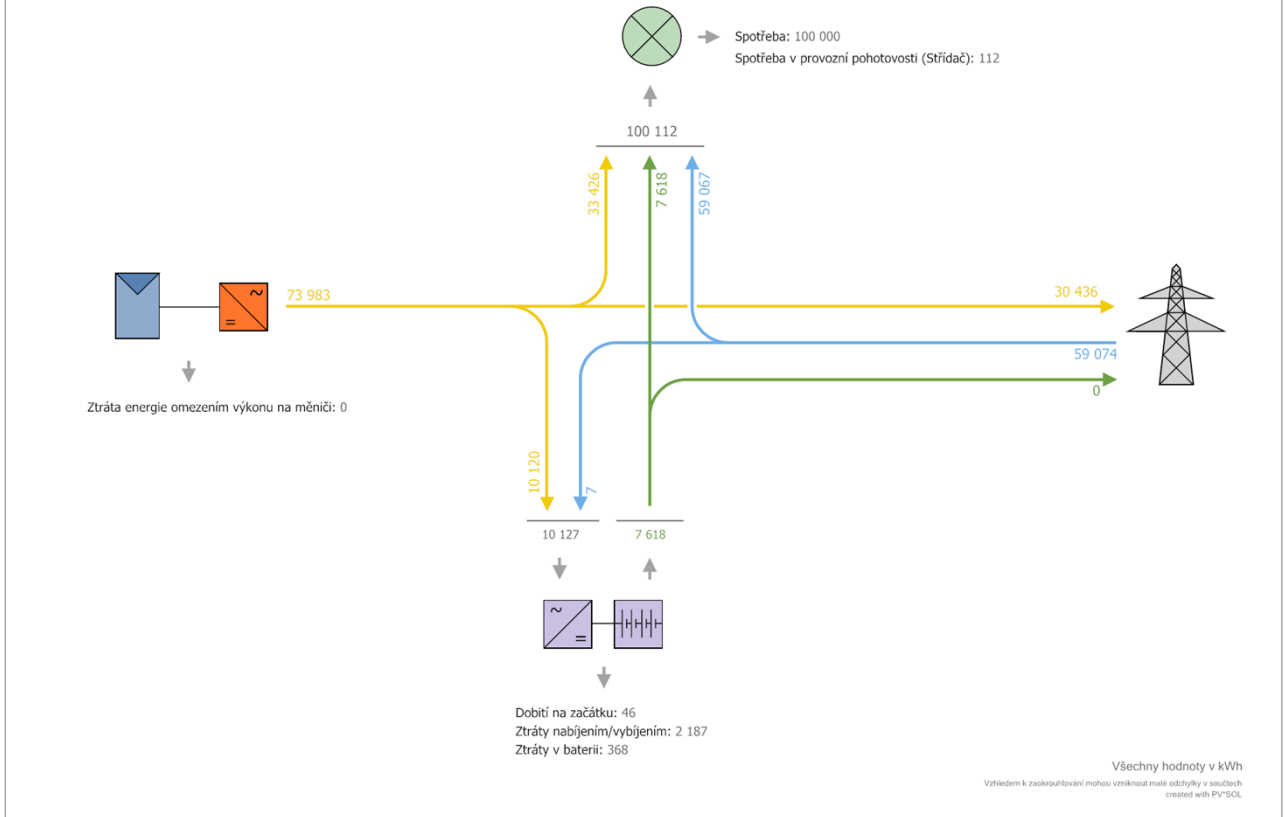 Spotřeba: 100 000
Spotřeba v provozní pohotovosti (Střídač): 112
100 112
33 426
7 618
59 067
73 983
30 436
59 074
0
Ztráta energie omezením výkonu na měniči: 0
10 120
7
10 127
7 618
Dobití na začátku: 46
Ztráty nabíjením/vybíjením: 2 187
Ztráty v baterii: 368
Všechny hodnoty v kWh
Vzhledem k zaokrouhlování mohou vzniknout malé odchylky v součtech
created with PV*SOL